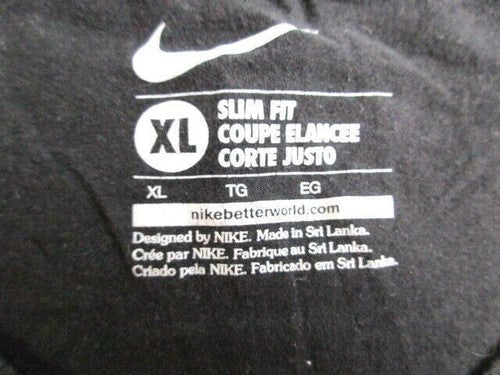 XL
SLIM FIT
COUPE ELANCEE
CORTE JUSTO
XL TG EG
nikebetterworld.com
Designed by NIKE. Made in Sri Lanka.
Crée par NIKE. Fabrique au Sri Lanka.
Criado pela NIKE. Fabricado em Sri Lanka.